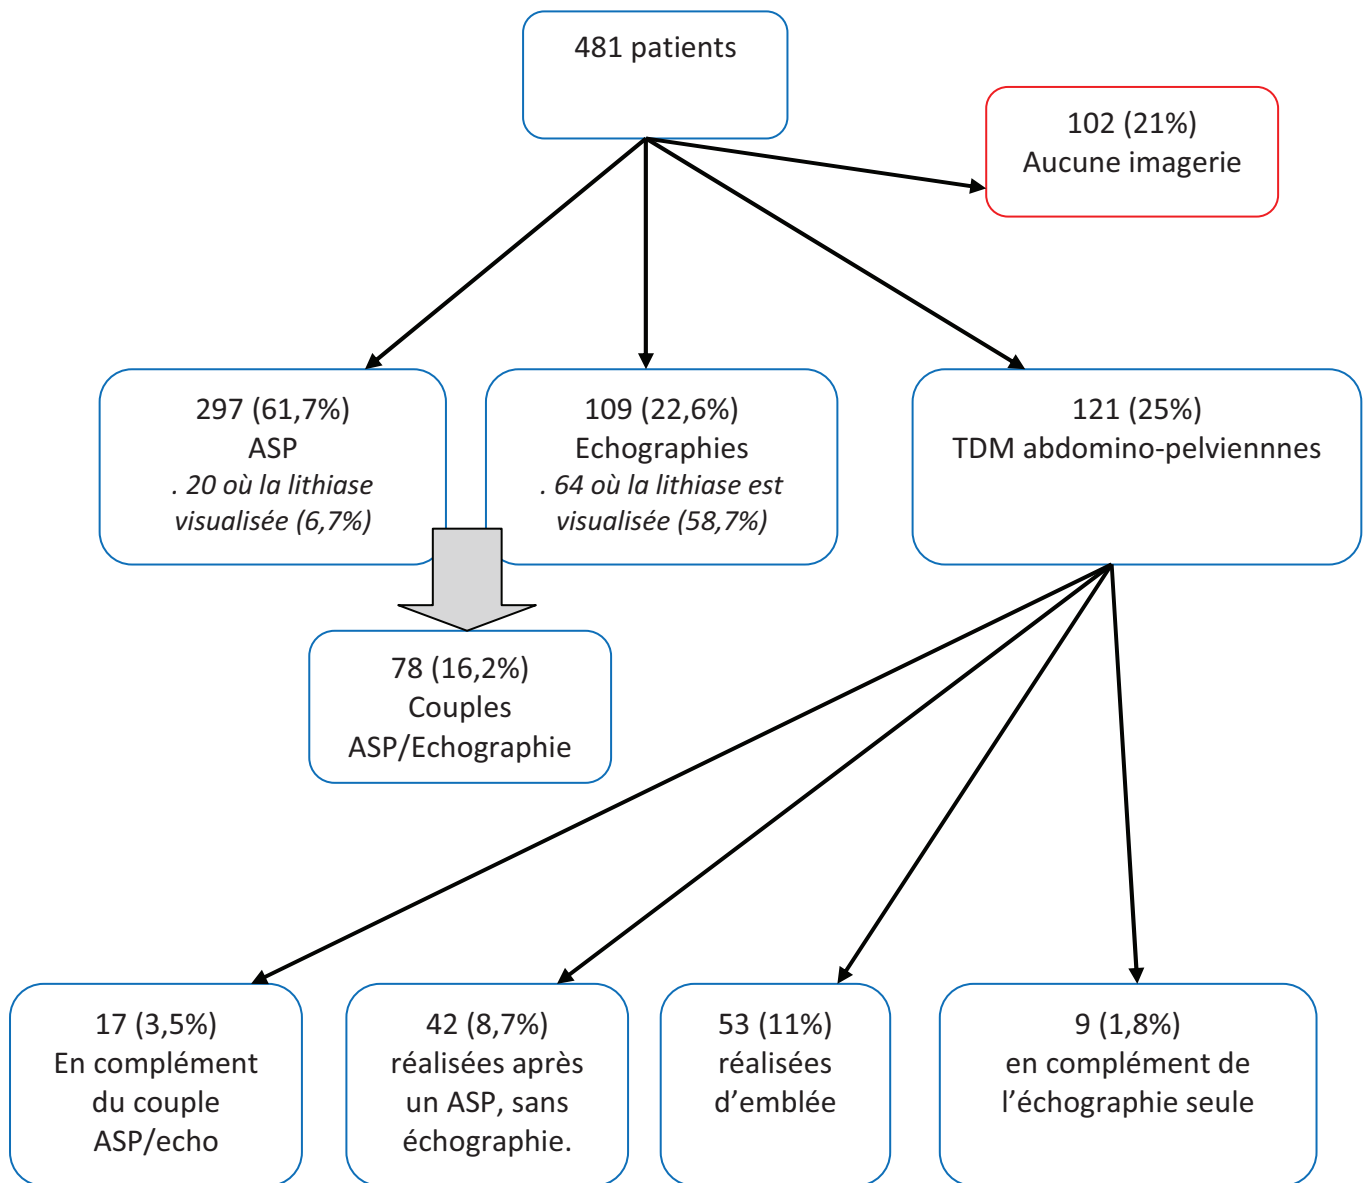 481 patients
102 (21%)
Aucune imagerie
297 (61,7%)
ASP
. 20 où la lithiase
visualisée (6,7%)
109 (22,6%)
Echographies
. 64 où la lithiase est
visualisée (58,7%)
121 (25%)
TDM abdomino-pelviennnes
78 (16,2%)
Couples
ASP/Echographie
17 (3,5%)
En complément
du couple
ASP/echo
42 (8,7%)
réalisées après
un ASP, sans
échographie.
53 (11%)
réalisées
d’emblée
9 (1,8%)
en complément de
l’échographie seule